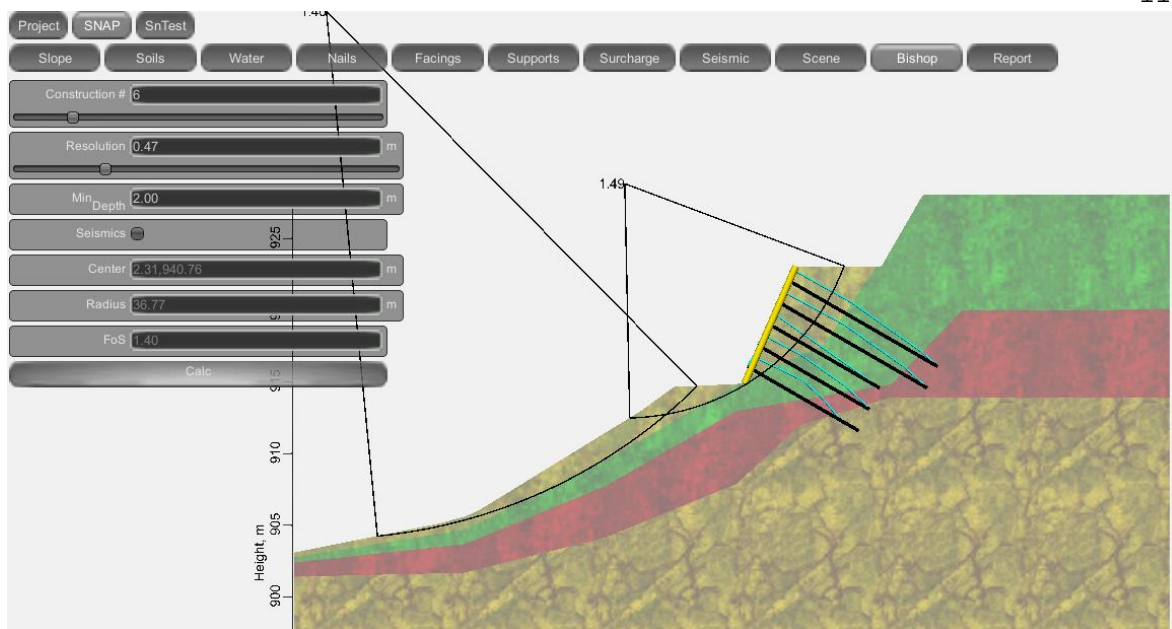 Project SNAP SnTest
Slope Soils Water Nails Facings Supports Surcharge Seismic Scene Bishop Report
Construction # 6
Resolution 0.47 m
Min Depth 2.00 m
Seismics
Center 2.31,940.76 m
Radius 36.77 m
FoS 1.40
Calc
1.49
925
915
910
905
900
Height, m